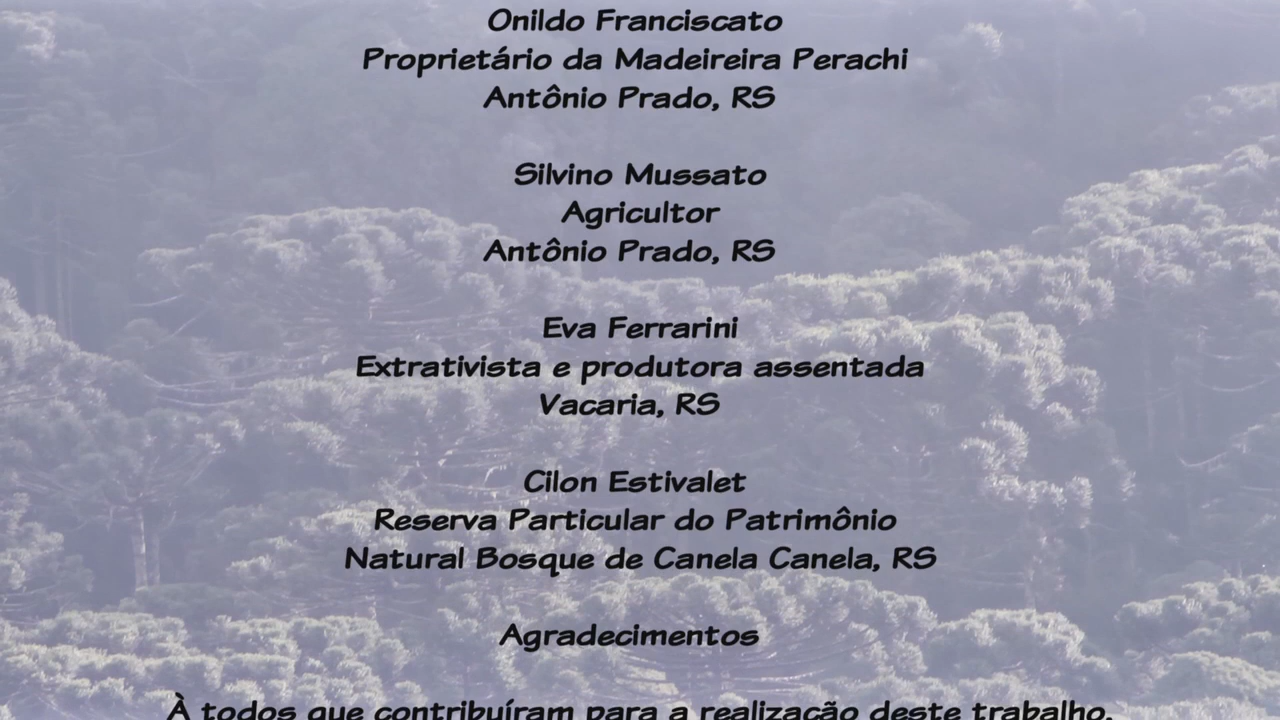 Onildo Franciscato
Proprietário da Madeireira Perachi
Antônio Prado, RS
Silvino Mussato
Agricultor
Antônio Prado, RS
Eva Ferrarini
Extrativista e produtora assentada
Vacaria, RS
Cilon Estivalet
Reserva Particular do Patrimônio
Natural Bosque de Canela Canela, RS
Agradecimentos
À todos que contribuíram para a realização deste trabalho.